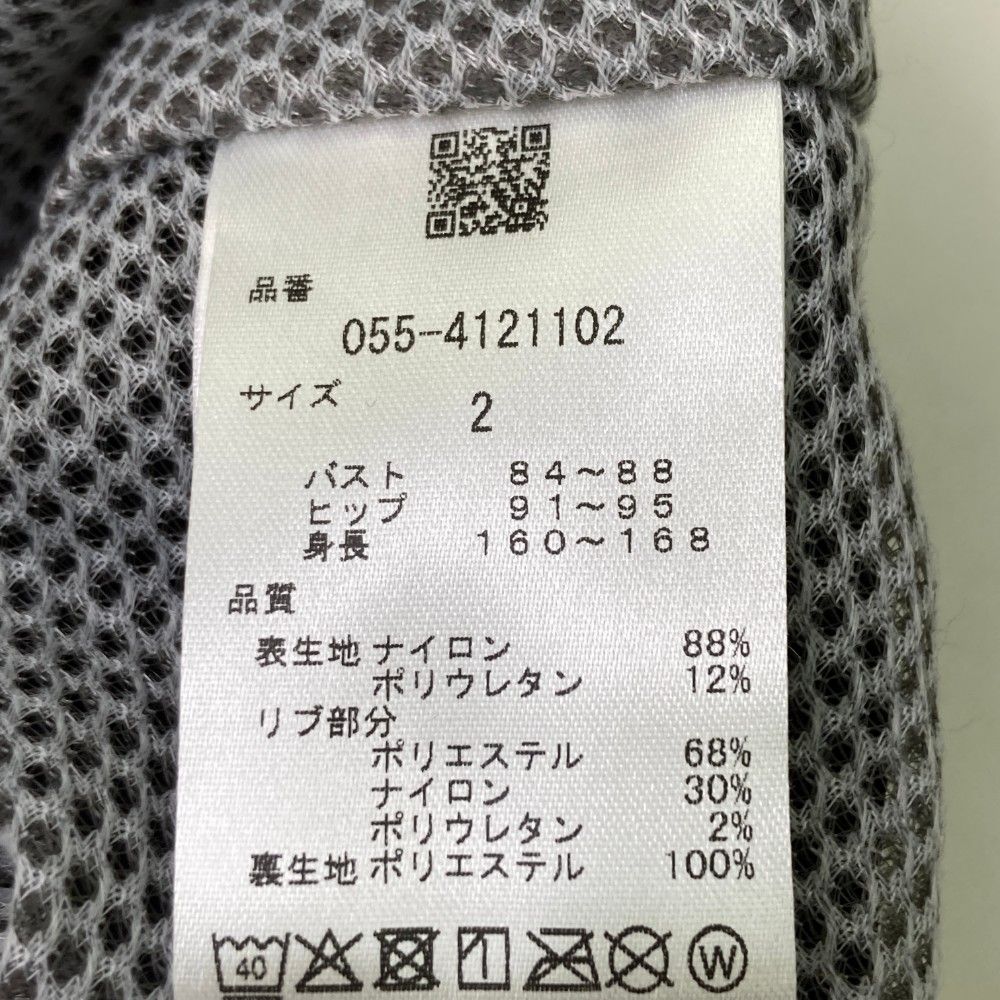 品番
055-4121102
サイズ 2
バスト 84~88
ヒップ 91~95
身長 160~168
品質
表生地 ナイロン 88%
ポリウレタン 12%
リブ部分
ポリエステル 68%
ナイロン 30%
ポリウレタン 2%
裏生地 ポリエステル 100%
40 W